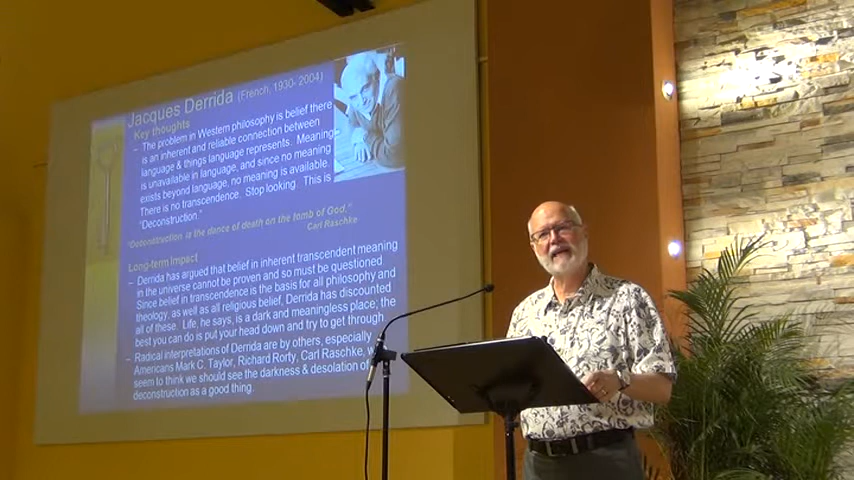 Jacques Derrida (French, 1930- 2004)
Key thoughts
– The problem in Western philosophy is belief there
is an inherent and reliable connection between
language & things language represents. Meaning
is unavailable in language, and since no meaning
exists beyond language, no meaning is available.
There is no transcendence. Stop looking. This is
"Deconstruction."
"Deconstruction is the dance of death on the tomb of God,"
Carl Raschke
Long-term Impact
– Derrida has argued that belief in inherent transcendent meaning
in the universe cannot be proven and so must be questioned.
Since belief in transcendence is the basis for all philosophy and
theology, as well as all religious belief, Derrida has discounted
all of these. Life, he says, is a dark and meaningless place; the
best you can do is put your head down and try to get through.
– Radical interpretations of Derrida are by others, especially
Americans Mark C. Taylor, Richard Rorty, Carl Raschke,
seem to think we should see the darkness & desolation of
deconstruction as a good thing.